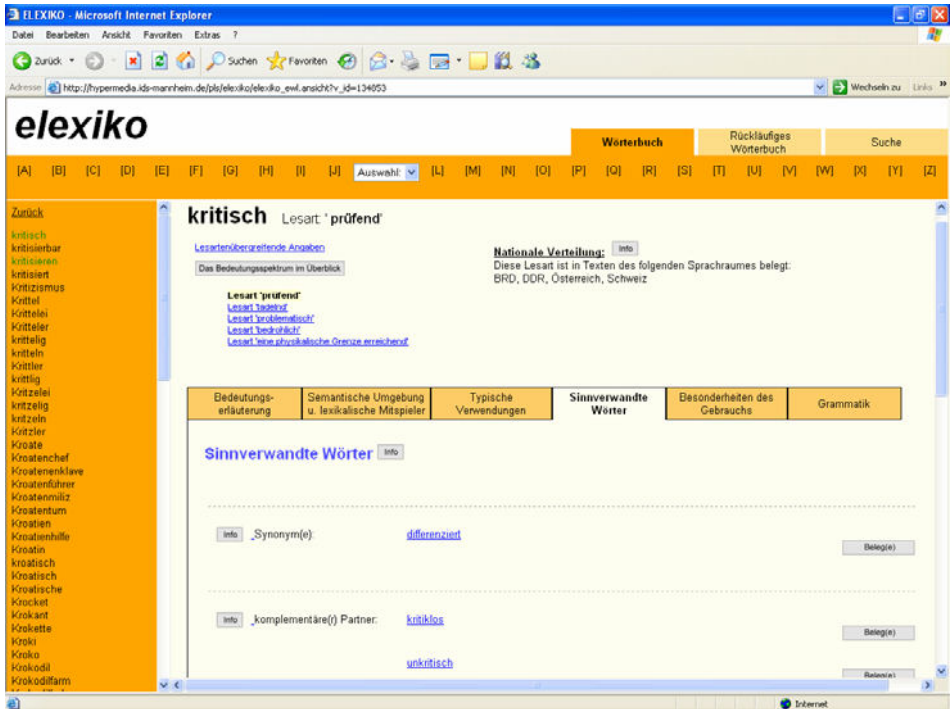 ELEXIKO - Microsoft Internet Explorer
Datei Bearbeiten Ansicht Favoriten Extras ?
Zurück Suchen Favoriten
Adresse http://hypermedia.ids-mannheim.de/pls/elexiko/elexiko_ewl.ansicht?v_id=134053 Wechseln zu Links »
elexiko
Wörterbuch
Rückläufiges
Wörterbuch
Suche
[A] [B] [C] [D] [E] [F] [G] [H] [I] [J] Auswahl: [L] [M] [N] [O] [P] [Q] [R] [S] [T] [U] [V] [W] [X] [Y] [Z]
Zurück
kritisch
kritisierbar
kritisieren
kritisiert
Kritizismus
Krittel
Krittelei
Kritteler
krittelig
kritteln
Krittler
krittlig
Kritzelei
kritzelig
kritzeln
Kritzler
Kroate
Kroatenchef
Kroatenenklave
Kroatenführer
Kroatenmiliz
Kroatentum
Kroatien
Kroatienhilfe
Kroatin
kroatisch
Kroatisch
Kroatische
Krocket
Krokant
Krokette
Kroki
Kroko
Krokodil
Krokodilfarm
kritisch Lesart 'prüfend'
Lesartenübergreifende Angaben
Das Bedeutungsspektrum im Überblick
Lesart 'prüfend'
Lesart 'tadelnd'
Lesart 'problematisch'
Lesart 'bedrohlich'
Lesart 'eine physikalische Grenze erreichend'
Nationale Verteilung: Info
Diese Lesart ist in Texten des folgenden Sprachraumes belegt:
BRD, DDR, Österreich, Schweiz
Bedeutungs-
erläuterung
Semantische Umgebung
u. lexikalische Mitspieler
Typische
Verwendungen
Sinnverwandte
Wörter
Besonderheiten des
Gebrauchs
Grammatik
Sinnverwandte Wörter Info
Info _Synonym(e): differenziert
Beleg(e)
Info _komplementäre(r) Partner: kritiklos
Beleg(e)
unkritisch
Beleg(e)
Internet